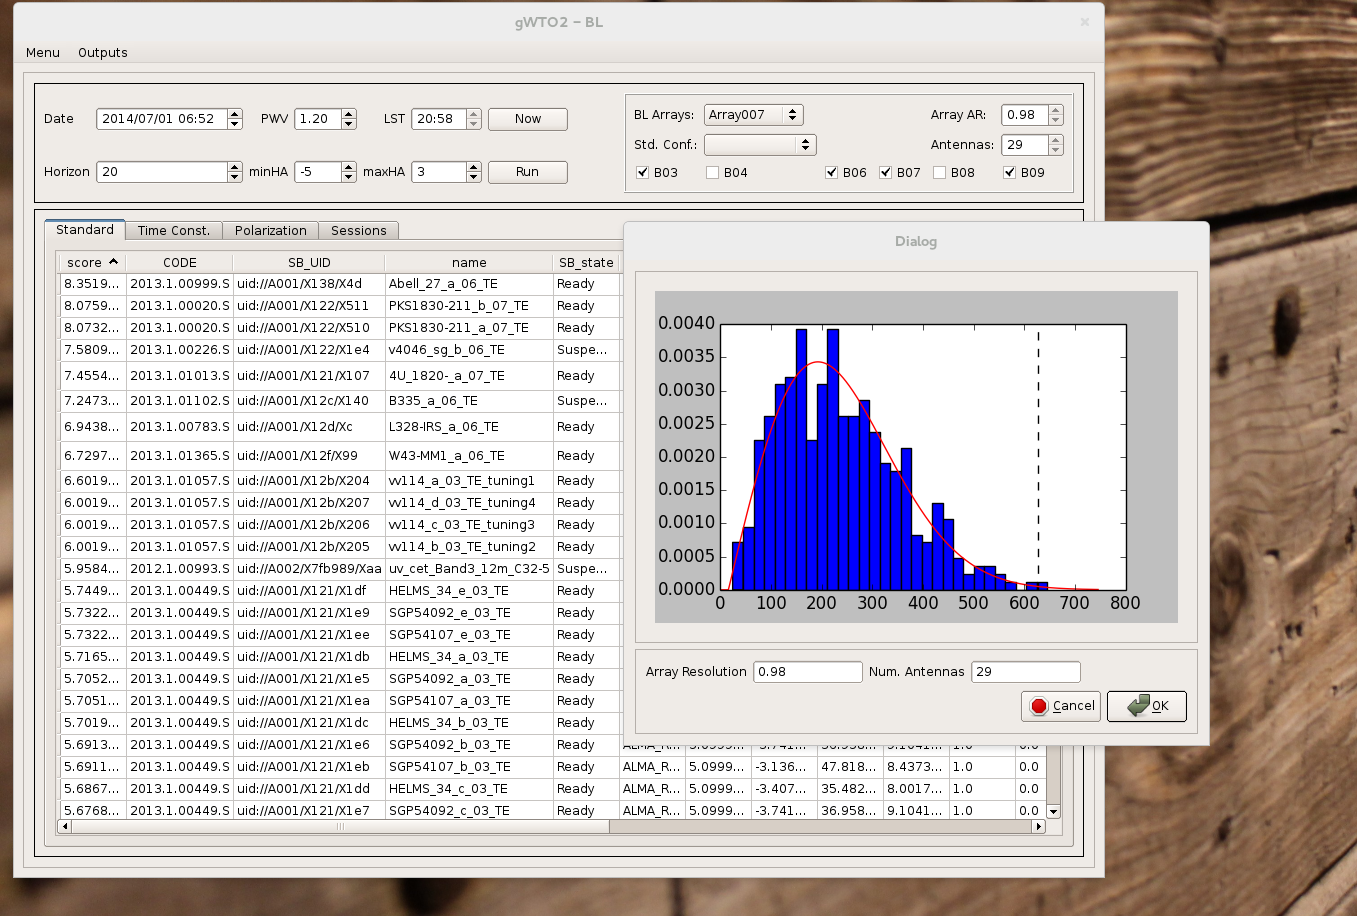 gWTO2 – BL
Menu Outputs
Date 2014/07/01 06:52 PWV 1.20 LST 20:58 Now
Horizon 20 minHA -5 maxHA 3 Run
BL Arrays: Array007 Array AR: 0.98
Std. Conf.: Antennas: 29
B03 B04 B06 B07 B08 B09
Standard Time Const. Polarization Sessions
score CODE SB_UID name SB_state
8.3519... 2013.1.00999.S uid://A001/X138/X4d Abell_27_a_06_TE Ready
8.0759... 2013.1.00020.S uid://A001/X122/X511 PKS1830-211_b_07_TE Ready
8.0732... 2013.1.00020.S uid://A001/X122/X510 PKS1830-211_a_07_TE Ready
7.5809... 2013.1.00226.S uid://A001/X122/X1e4 v4046_sg_b_06_TE Suspe...
7.4554... 2013.1.01013.S uid://A001/X121/X107 4U_1820-_a_07_TE Ready
7.2473... 2013.1.01102.S uid://A001/X12c/X140 B335_a_06_TE Suspe...
6.9438... 2013.1.00783.S uid://A001/X12d/Xc L328-IRS_a_06_TE Ready
6.7297... 2013.1.01365.S uid://A001/X12f/X99 W43-MM1_a_06_TE Ready
6.6019... 2013.1.01057.S uid://A001/X12b/X204 vv114_a_03_TE_tuning1 Ready
6.0019... 2013.1.01057.S uid://A001/X12b/X207 vv114_d_03_TE_tuning4 Ready
6.0019... 2013.1.01057.S uid://A001/X12b/X206 vv114_c_03_TE_tuning3 Ready
6.0019... 2013.1.01057.S uid://A001/X12b/X205 vv114_b_03_TE_tuning2 Ready
5.9584... 2012.1.00993.S uid://A002/X7fb989/Xaa uv_cet_Band3_12m_C32-5 Suspe...
5.7449... 2013.1.00449.S uid://A001/X121/X1df HELMS_34_e_03_TE Ready
5.7322... 2013.1.00449.S uid://A001/X121/X1e9 SGP54092_e_03_TE Ready
5.7322... 2013.1.00449.S uid://A001/X121/X1ee SGP54107_e_03_TE Ready
5.7165... 2013.1.00449.S uid://A001/X121/X1db HELMS_34_a_03_TE Ready
5.7052... 2013.1.00449.S uid://A001/X121/X1e5 SGP54092_a_03_TE Ready
5.7051... 2013.1.00449.S uid://A001/X121/X1ea SGP54107_a_03_TE Ready
5.7019... 2013.1.00449.S uid://A001/X121/X1dc HELMS_34_b_03_TE Ready
5.6913... 2013.1.00449.S uid://A001/X121/X1e6 SGP54092_b_03_TE Ready
5.6911... 2013.1.00449.S uid://A001/X121/X1eb SGP54107_b_03_TE Ready ALMA_R... 5.0999... -3.136... 47.818... 8.4373... 1.0 0.0
5.6867... 2013.1.00449.S uid://A001/X121/X1dd HELMS_34_c_03_TE Ready ALMA_R... 5.0999... -3.407... 35.482... 8.0017... 1.0 0.0
5.6768... 2013.1.00449.S uid://A001/X121/X1e7 SGP54092_c_03_TE Ready ALMA_R... 5.0999... -3.741... 36.958... 9.1041... 1.0 0.0
Dialog
0.0040
0.0035
0.0030
0.0025
0.0020
0.0015
0.0010
0.0005
0.0000
0 100 200 300 400 500 600 700 800
Array Resolution 0.98 Num. Antennas 29
Cancel OK